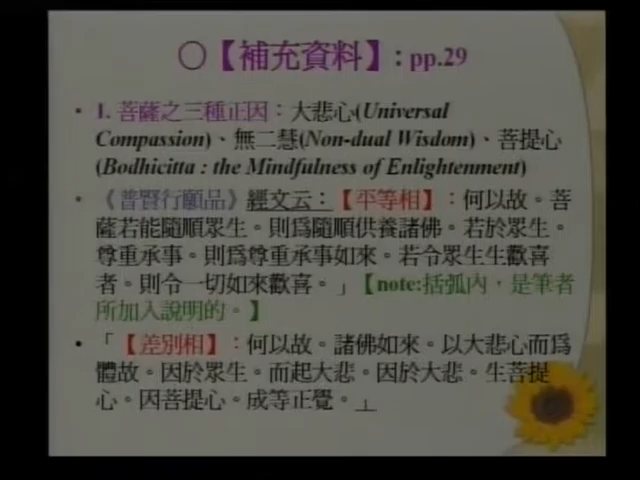 ○【補充資料】: pp.29
• 1. 菩薩之三種正因：大悲心(Universal
Compassion)、無二慧(Non-dual Wisdom)、菩提心
(Bodhicitta : the Mindfulness of Enlightenment)
• 《普賢行願品》經文云：【平等相】：何以故。菩
薩若能隨順眾生。則爲隨順供養諸佛。若於眾生。
尊重承事。則爲尊重承事如來。若令眾生生歡喜
者。則令一切如來歡喜。」【note:括弧內，是筆者
所加入說明的。】
• 「【差別相】：何以故。諸佛如來。以大悲心而爲
體故。因於眾生。而起大悲。因於大悲。生菩提
心。因菩提心。成等正覺。」